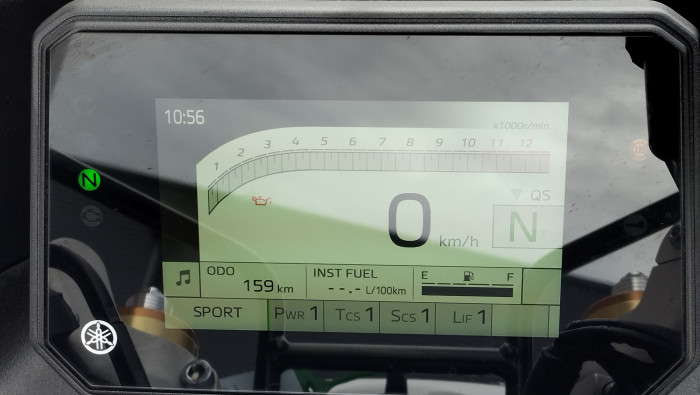 10:56
x1000r/min
1 2 3 4 5 6 7 8 9 10 11 12
QS
N
0 km/h
N
ODO
159 km
INST FUEL
--.- L/100km
E F
SPORT PWR 1 TCS 1 SCS 1 LIF 1